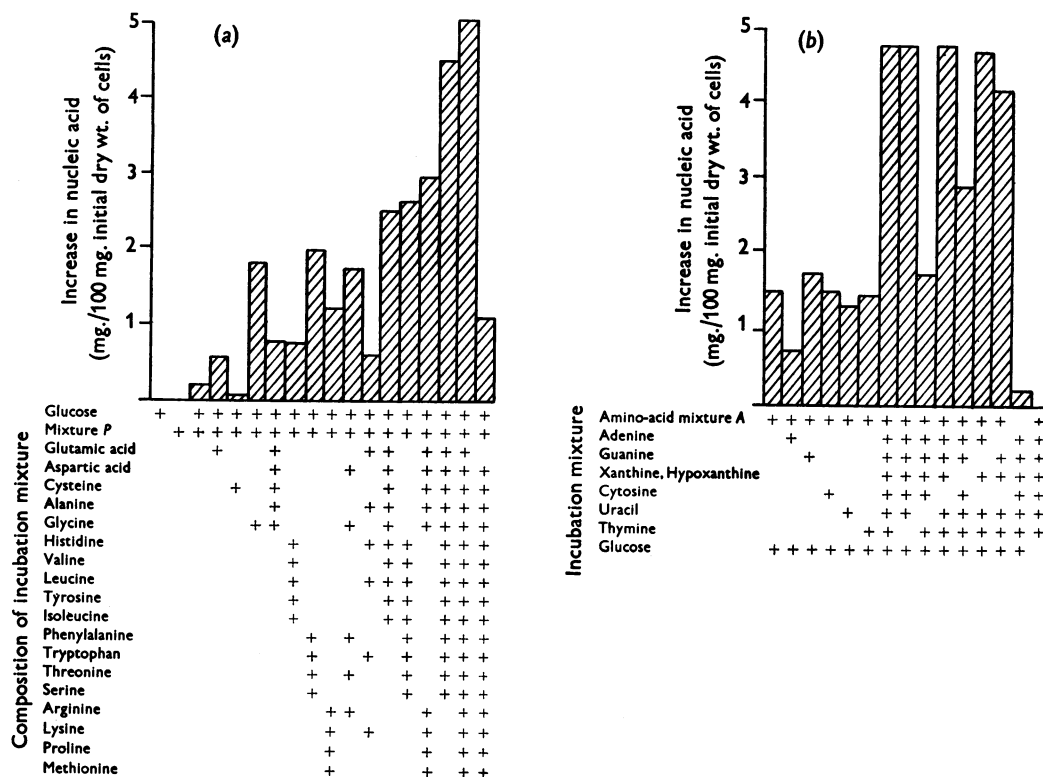 (a)
Increase in nucleic acid
(mg./100 mg. initial dry wt. of cells)
5
4
3
2
1
Composition of incubation mixture
Glucose + + + + + + + + + + + + + + + + +
Mixture P + + + + + + + + + + + + + + + + +
Glutamic acid + + + + + + +
Aspartic acid + + + + + + +
Cysteine + + + + + + +
Alanine + + + + + + +
Glycine + + + + + + + +
Histidine + + + + + + +
Valine + + + + + +
Leucine + + + + + + +
Tyrosine + + + + + +
Isoleucine + + + + + +
Phenylalanine + + + + + +
Tryptophan + + + + + +
Threonine + + + + + +
Serine + + + + +
Arginine + + + + +
Lysine + + + + +
Proline + + + +
Methionine + + + +
(b)
Increase in nucleic acid
(mg./100 mg. initial dry wt. of cells)
5
4
3
2
1
Incubation mixture
Amino-acid mixture A + + + + + + + + + + + + + +
Adenine + + + + + + + + +
Guanine + + + + + + + + +
Xanthine, Hypoxanthine + + + + + + + +
Cytosine + + + + + + +
Uracil + + + + + + + + +
Thymine + + + + + + + + +
Glucose + + + + + + + + + + + + + +